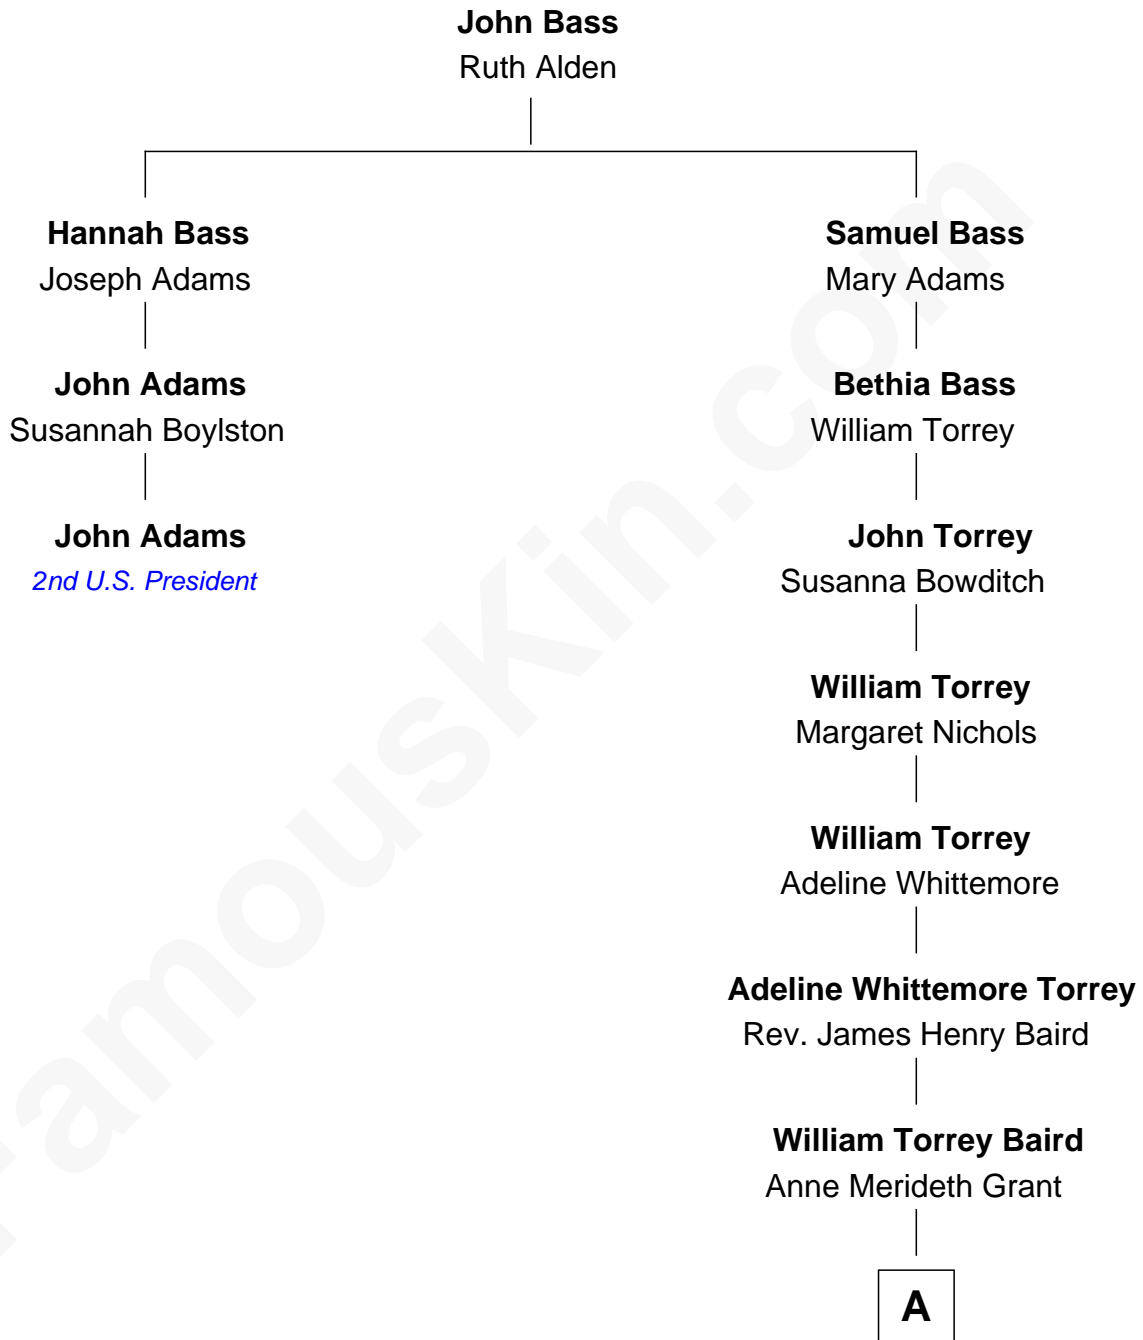 John Bass
Ruth Alden
Hannah Bass
Joseph Adams
Samuel Bass
Mary Adams
John Adams
Susannah Boylston
Bethia Bass
William Torrey
John Adams
2nd U.S. President
John Torrey
Susanna Bowditch
William Torrey
Margaret Nichols
William Torrey
Adeline Whittemore
Adeline Whittemore Torrey
Rev. James Henry Baird
William Torrey Baird
Anne Merideth Grant
A
FamousKin.com